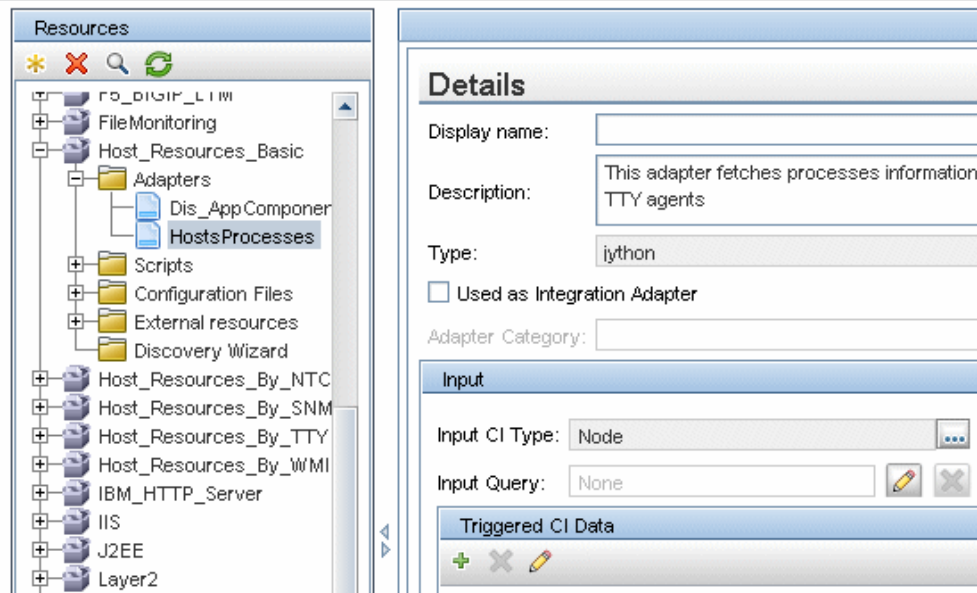 Resources
F5_BIGIP_LTM
FileMonitoring
Host_Resources_Basic
Adapters
Dis_AppComponer
HostsProcesses
Scripts
Configuration Files
External resources
Discovery Wizard
Host_Resources_By_NTC
Host_Resources_By_SNM
Host_Resources_By_TTY
Host_Resources_By_WMI
IBM_HTTP_Server
IIS
J2EE
Layer2
Details
Display name:
Description: This adapter fetches processes information
TTY agents
Type: jython
Used as Integration Adapter
Adapter Category:
Input
Input CI Type: Node ...
Input Query: None
Triggered CI Data